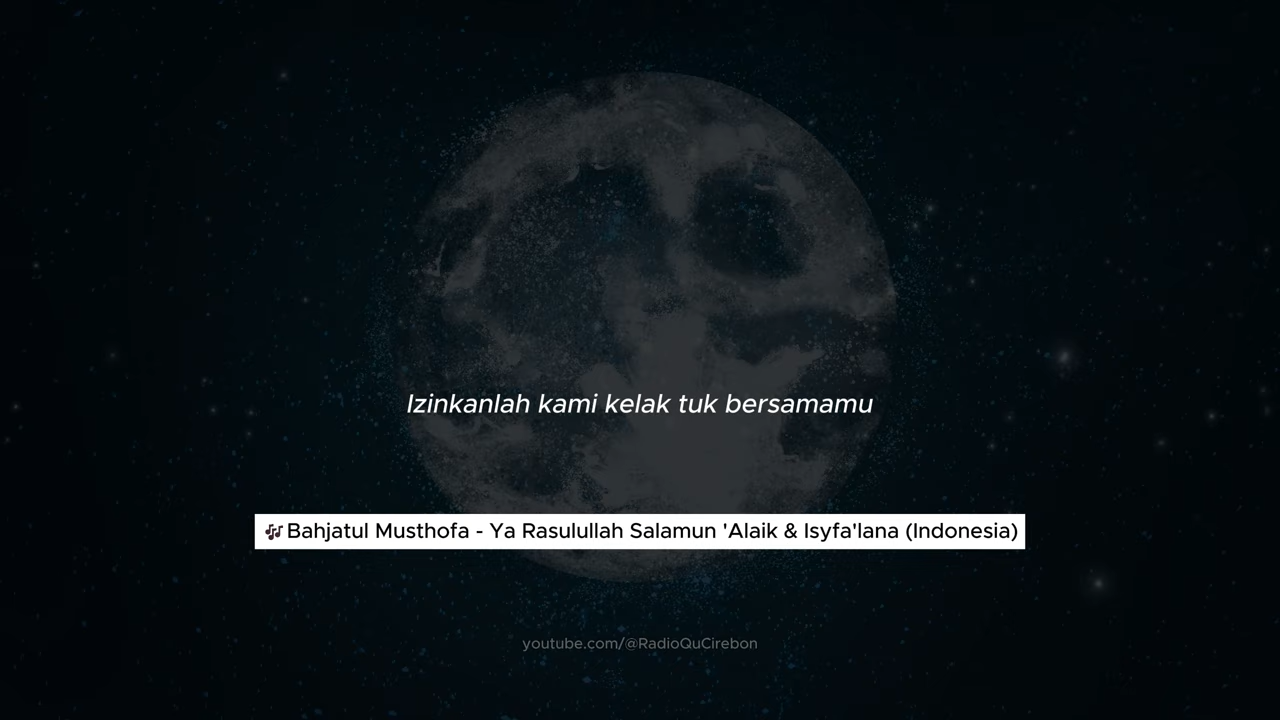 Izinkanlah kami kelak tuk bersamamu
🎶Bahjatul Musthofa - Ya Rasulullah Salamun 'Alaik & Isyfa'lana (Indonesia)
youtube.com/@RadioQuCirebon